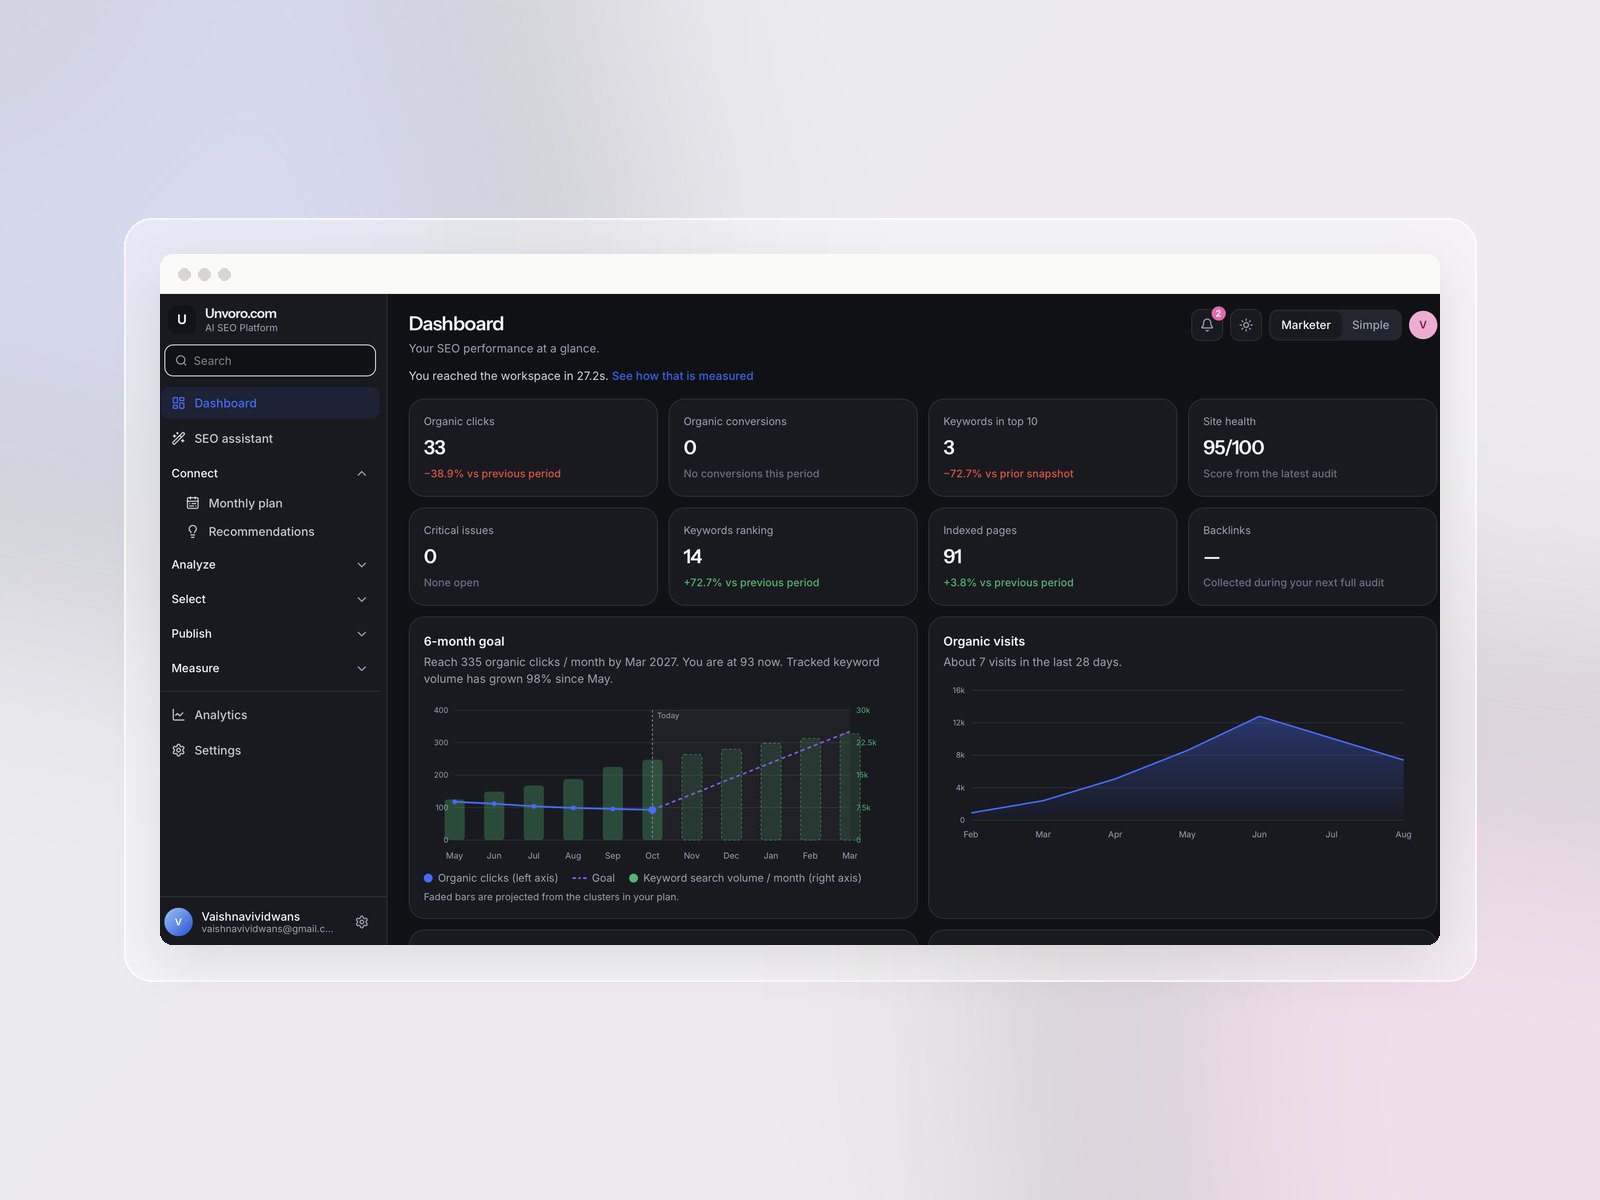 U
Unvoro.com
AI SEO Platform
Search
Dashboard
SEO assistant
Connect
Monthly plan
Recommendations
Analyze
Select
Publish
Measure
Analytics
Settings
V
Vaishnavividwans
vaishnavividwans@gmail.c...
Dashboard
Your SEO performance at a glance.
You reached the workspace in 27.2s. See how that is measured
2
Marketer
Simple
V
Organic clicks
33
−38.9% vs previous period
Organic conversions
0
No conversions this period
Keywords in top 10
3
−72.7% vs prior snapshot
Site health
95/100
Score from the latest audit
Critical issues
0
None open
Keywords ranking
14
+72.7% vs previous period
Indexed pages
91
+3.8% vs previous period
Backlinks
—
Collected during your next full audit
6-month goal
Reach 335 organic clicks / month by Mar 2027. You are at 93 now. Tracked keyword
volume has grown 98% since May.
400
300
200
100
0
Today
30k
22.5k
15k
7.5k
0
May Jun Jul Aug Sep Oct Nov Dec Jan Feb Mar
Organic clicks (left axis) Goal Keyword search volume / month (right axis)
Faded bars are projected from the clusters in your plan.
Organic visits
About 7 visits in the last 28 days.
16k
12k
8k
4k
0
Feb Mar Apr May Jun Jul Aug